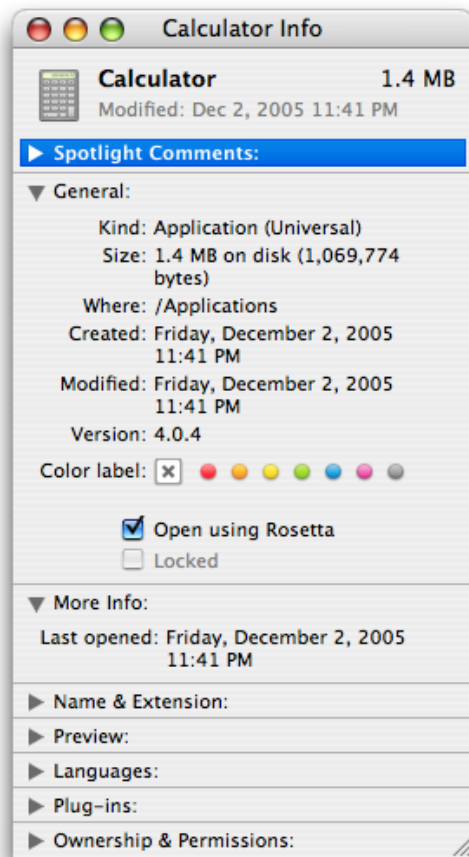 Calculator Info
Calculator 1.4 MB
Modified: Dec 2, 2005 11:41 PM
Spotlight Comments:
General:
Kind: Application (Universal)
Size: 1.4 MB on disk (1,069,774
bytes)
Where: /Applications
Created: Friday, December 2, 2005
11:41 PM
Modified: Friday, December 2, 2005
11:41 PM
Version: 4.0.4
Color label:
Open using Rosetta
Locked
More Info:
Last opened: Friday, December 2, 2005
11:41 PM
Name & Extension:
Preview:
Languages:
Plug-ins:
Ownership & Permissions: